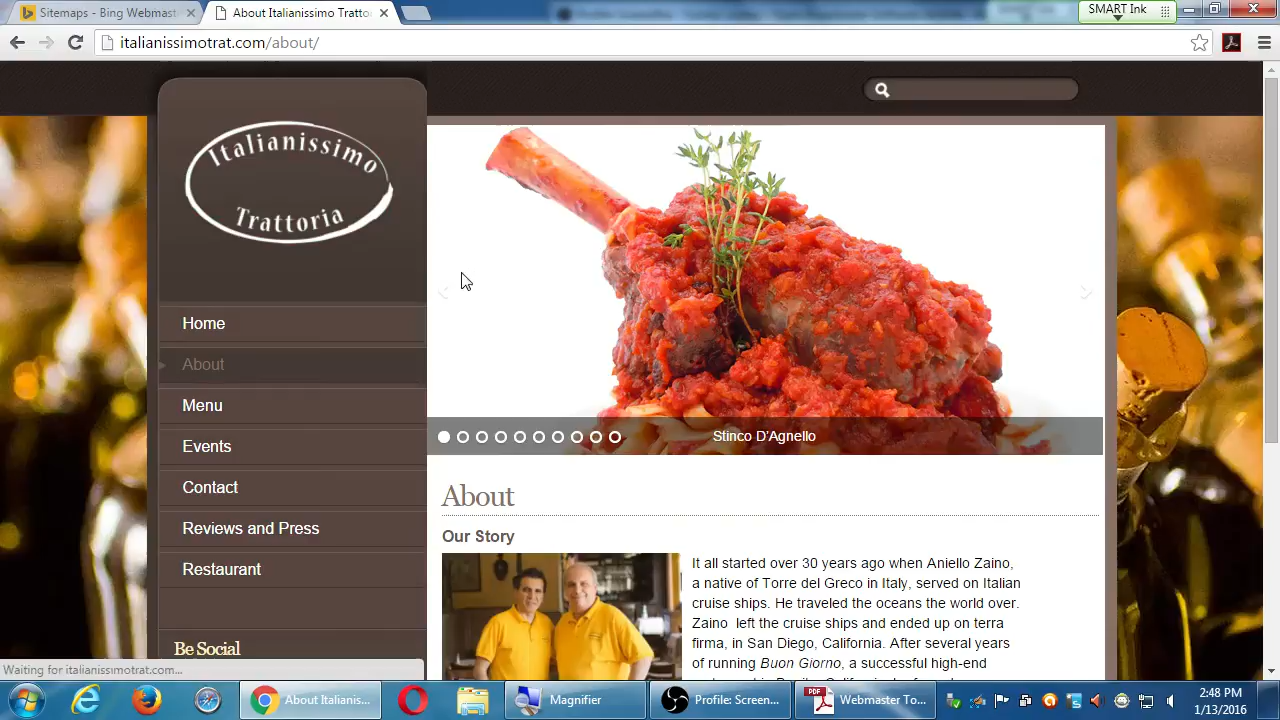 Sitemaps - Bing Webmast
About Italianissimo Tratto
SMART Ink
italianissimotrat.com/about/
Italianissimo
Trattoria
Home
About
Menu
Events
Contact
Reviews and Press
Restaurant
Be Social
Stinco D'Agnello
About
Our Story
It all started over 30 years ago when Aniello Zaino,
a native of Torre del Greco in Italy, served on Italian
cruise ships. He traveled the oceans the world over.
Zaino left the cruise ships and ended up on terra
firma, in San Diego, California. After several years
of running Buon Giorno, a successful high-end
Waiting for italianissimotrat.com...
About Italianis...
Magnifier
Profile: Screen...
PDF
Webmaster To...
2:48 PM
1/13/2016